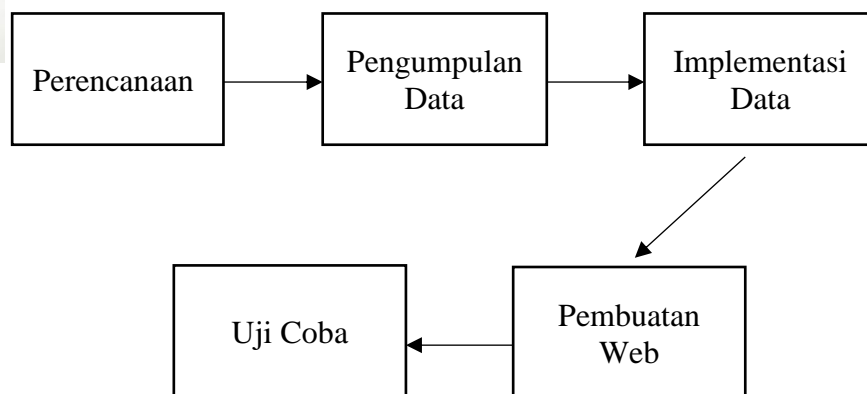 Perencanaan
Pengumpulan
Data
Implementasi
Data
Pembuatan
Web
Uji Coba